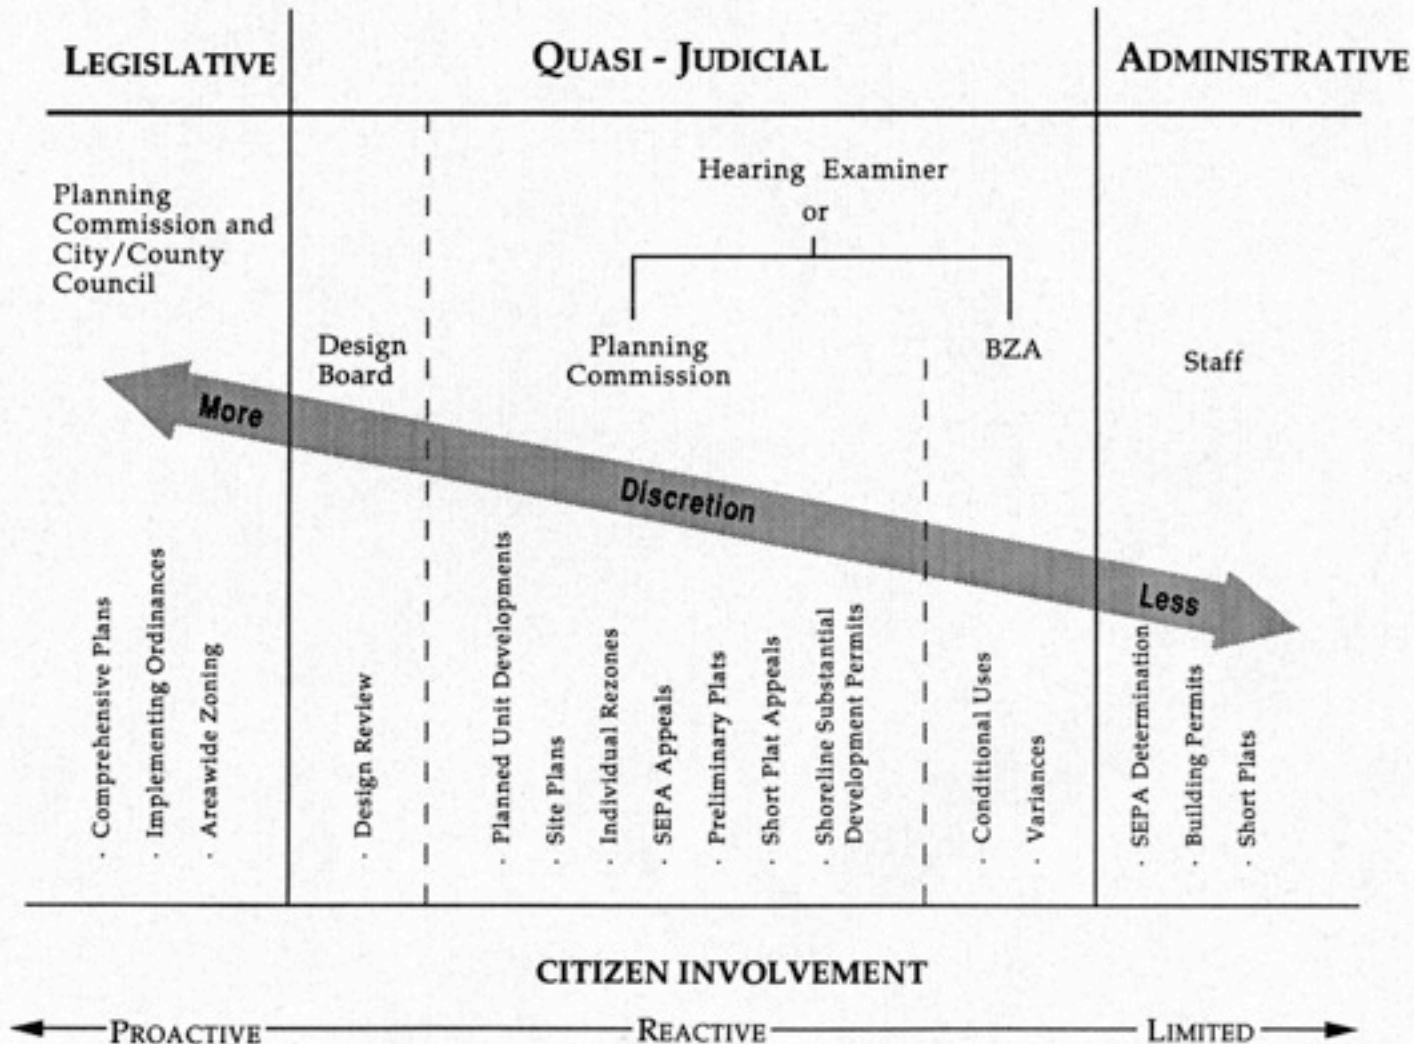 LEGISLATIVE
QUASI - JUDICIAL
ADMINISTRATIVE
Planning
Commission and
City/County
Council
Hearing Examiner
or
Design
Board
Planning
Commission
BZA
Staff
More
Discretion
Less
· Comprehensive Plans
· Implementing Ordinances
· Areawide Zoning
· Design Review
· Planned Unit Developments
· Site Plans
· Individual Rezones
· SEPA Appeals
· Preliminary Plats
· Short Plat Appeals
· Shoreline Substantial
Development Permits
· Conditional Uses
· Variances
· SEPA Determination
· Building Permits
· Short Plats
CITIZEN INVOLVEMENT
PROACTIVE
REACTIVE
LIMITED